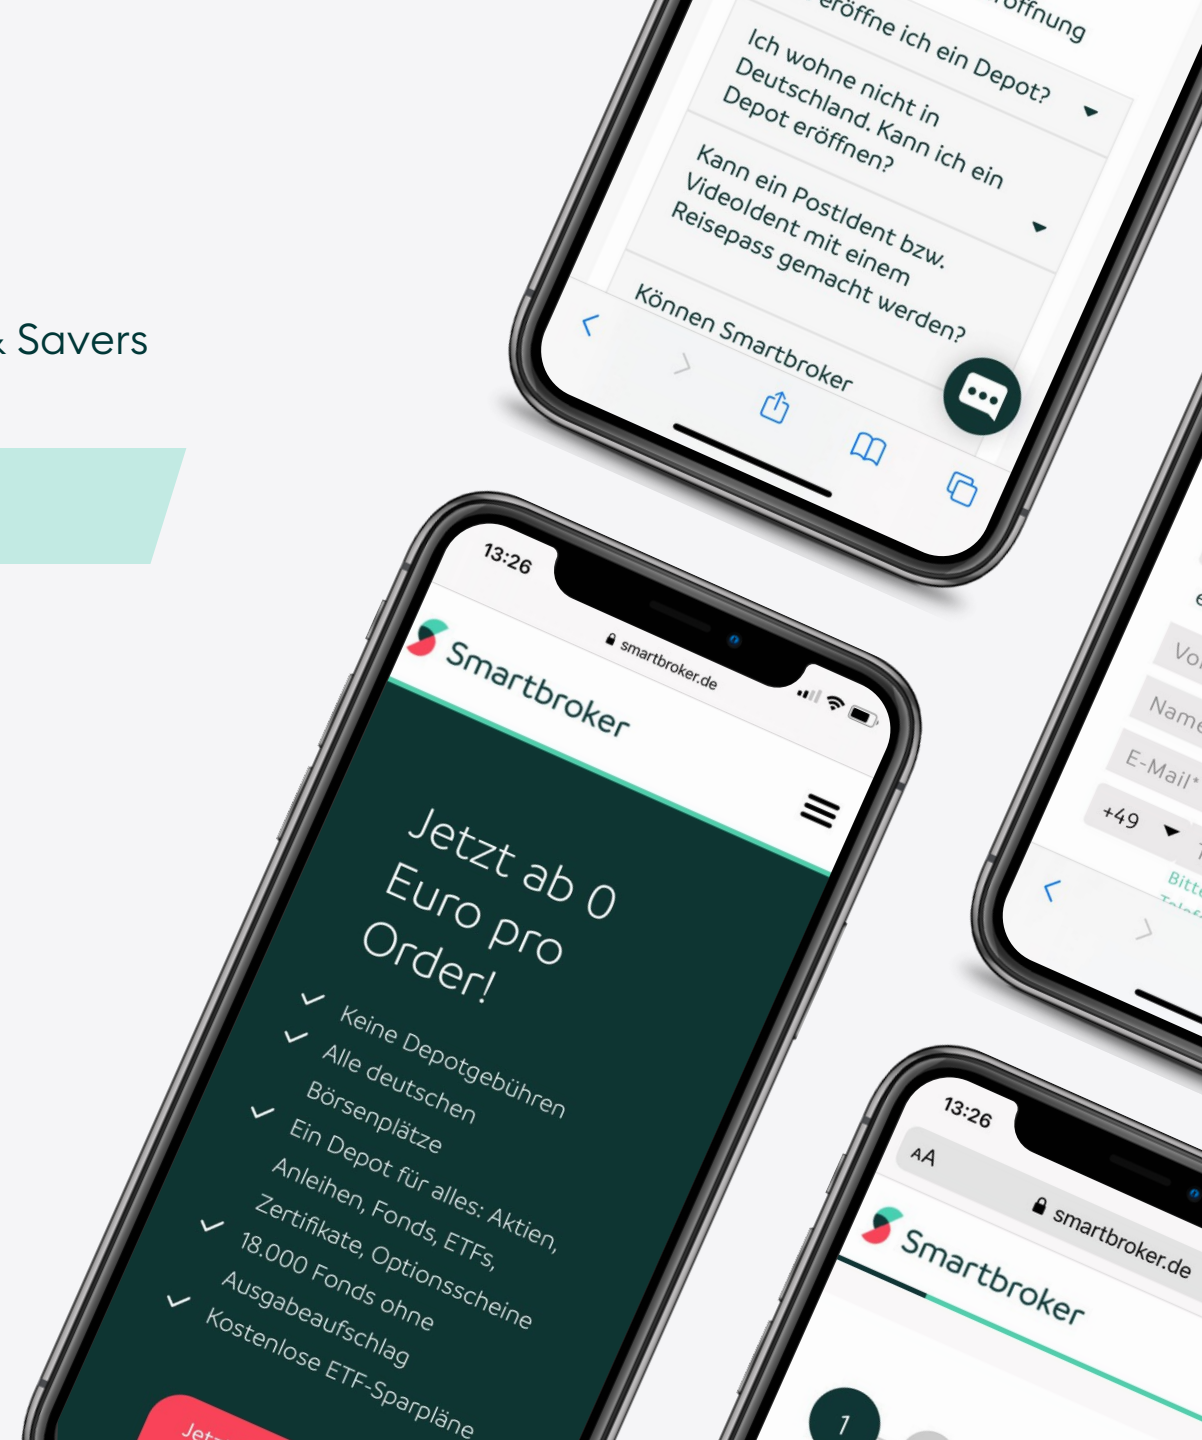 & Savers
eröffne ich ein Depot?
Ich wohne nicht in
Deutschland. Kann ich ein
Depot eröffnen?
Kann ein PostIdent bzw.
VideoIdent mit einem
Reisepass gemacht werden?
Können Smartbroker
13:26
smartbroker.de
Smartbroker
Jetzt ab 0
Euro pro
Order!
Keine Depotgebühren
Alle deutschen
Börsenplätze
Ein Depot für alles: Aktien,
Anleihen, Fonds, ETFs,
Zertifikate, Optionsscheine
18.000 Fonds ohne
Ausgabeaufschlag
Kostenlose ETF-Sparpläne
Name
E-Mail*
+49
13:26
AA
smartbroker.de
Smartbroker
1